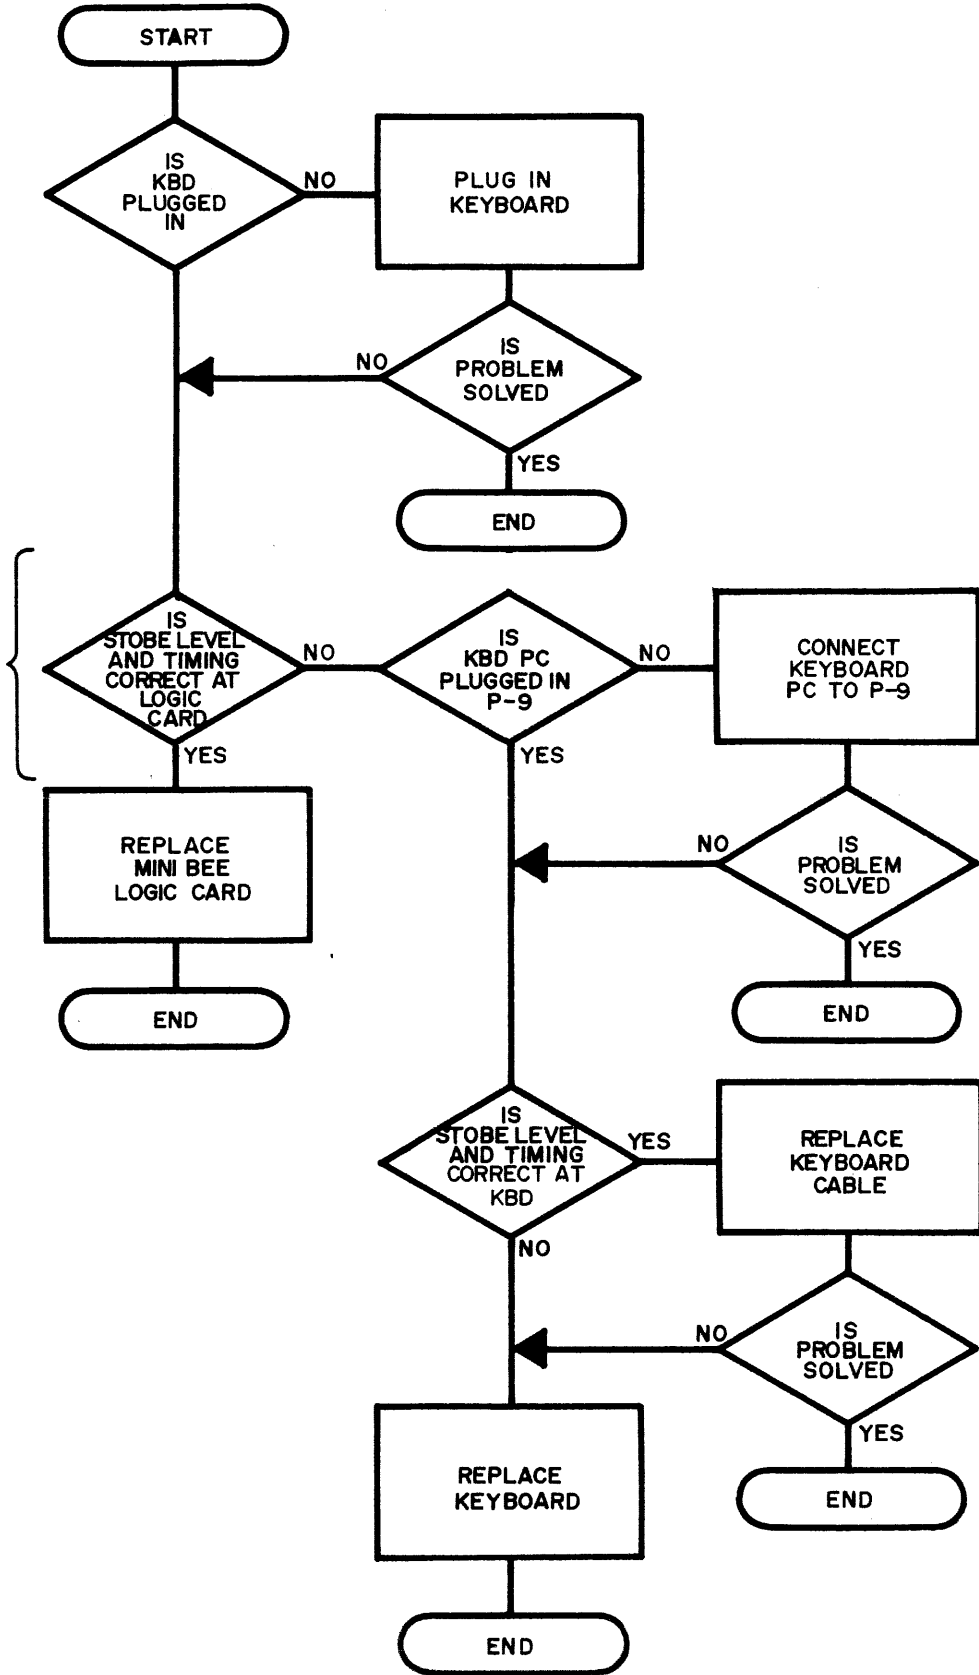 START
IS
KBD
PLUGGED
IN
NO
PLUG IN
KEYBOARD
IS
PROBLEM
SOLVED
NO
YES
END
IS
STOBE LEVEL
AND TIMING
CORRECT AT
LOGIC
CARD
NO
YES
IS
KBD PC
PLUGGED IN
P-9
NO
YES
CONNECT
KEYBOARD
PC TO P-9
REPLACE
MINI BEE
LOGIC CARD
END
IS
PROBLEM
SOLVED
NO
YES
END
IS
STOBE LEVEL
AND TIMING
CORRECT AT
KBD
YES
NO
REPLACE
KEYBOARD
CABLE
IS
PROBLEM
SOLVED
NO
YES
END
REPLACE
KEYBOARD
END